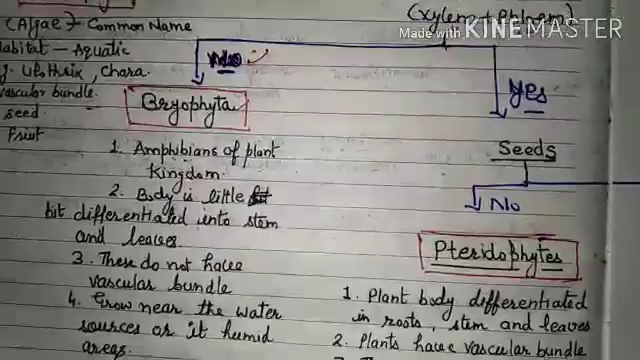 (Algae) → Common Name
Habitat - Aquatic
g: Ulothrix, Chara
vascular bundle.
seed.
fruit
(Xylem + Phloem)
Made with KINEMASTER
No
Yes
Bryophyta
1. Amphibians of plant
Kingdom.
2. Body is little
bit differentiated into stem
and leaves.
3. These do not have
vascular bundle
4. Grow near the water
sources or it humid
areas.
Seeds
No
Pteridophytes
1. Plant body differentiated
in roots, stem and leaves
2. Plants have vascular bundle